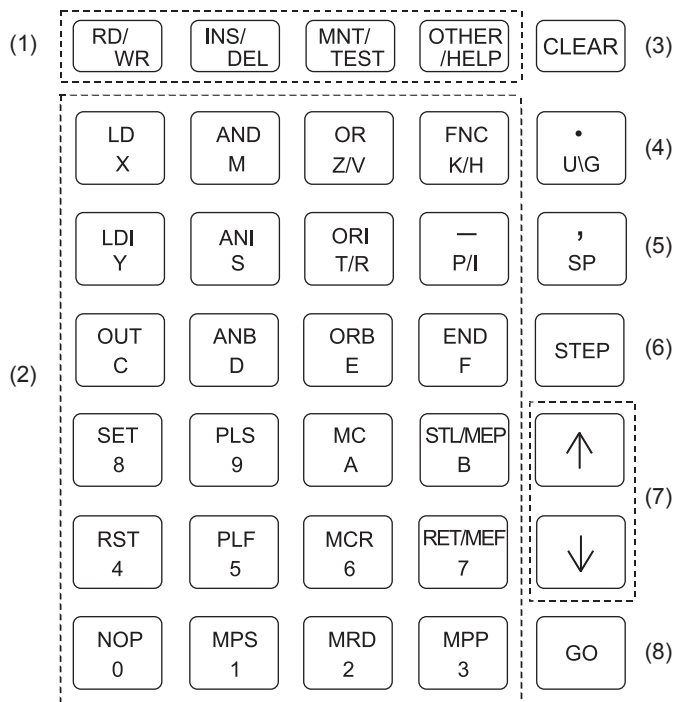 (1) RD/ INS/ MNT/ OTHER CLEAR (3)
WR DEL TEST /HELP
LD AND OR FNC •
X M Z/V K/H U\G (4)
LDI ANI ORI — ,
Y S T/R P/I SP (5)
OUT ANB ORB END
C D E F STEP (6)
(2)
SET PLS MC STL/MEP
8 9 A B ↑
(7)
RST PLF MCR RET/MEF
4 5 6 7 ↓
NOP MPS MRD MPP
0 1 2 3 GO (8)